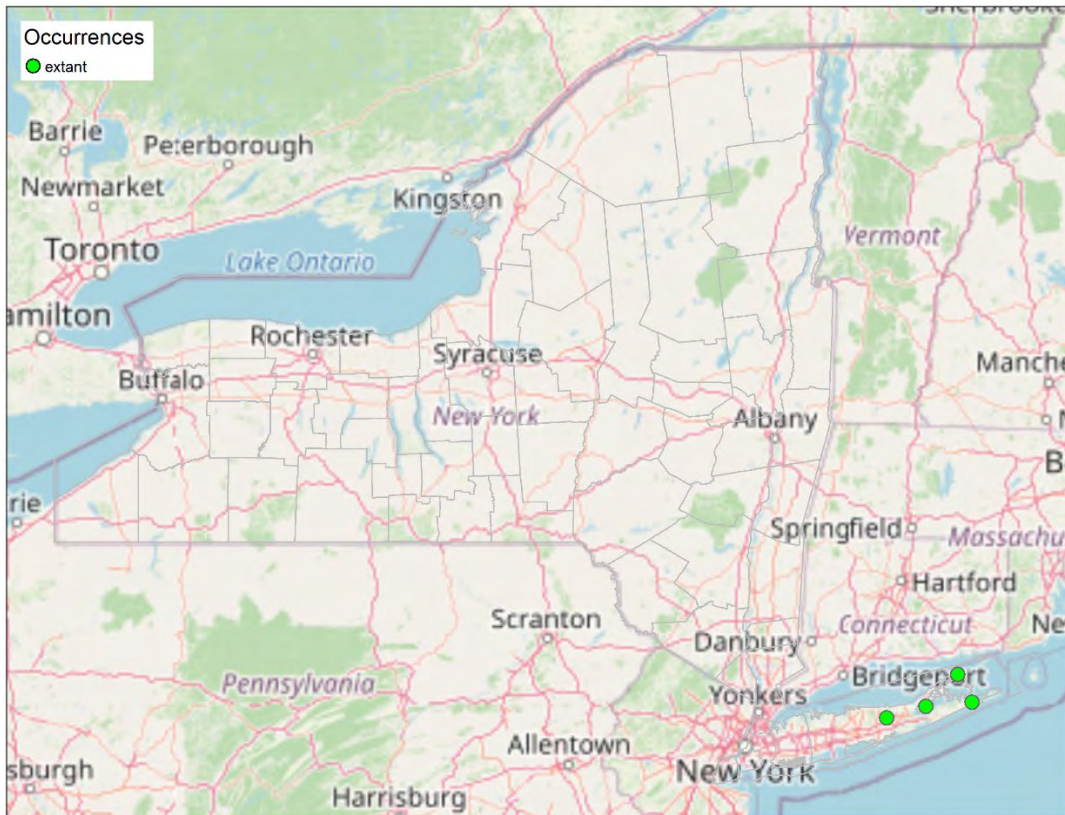 Occurrences
extant
Barrie
Peterborough
Newmarket
Kingston
Toronto
Lake Ontario
Vermont
amilton
Rochester
Syracuse
Manche
Buffalo
New York
Albany
N
B
rie
Springfield
Massachu
Hartford
Scranton
Danbury
Connecticut
Ne
Pennsylvania
Bridgeport
Yonkers
Allentown
sburgh
New York
Harrisburg